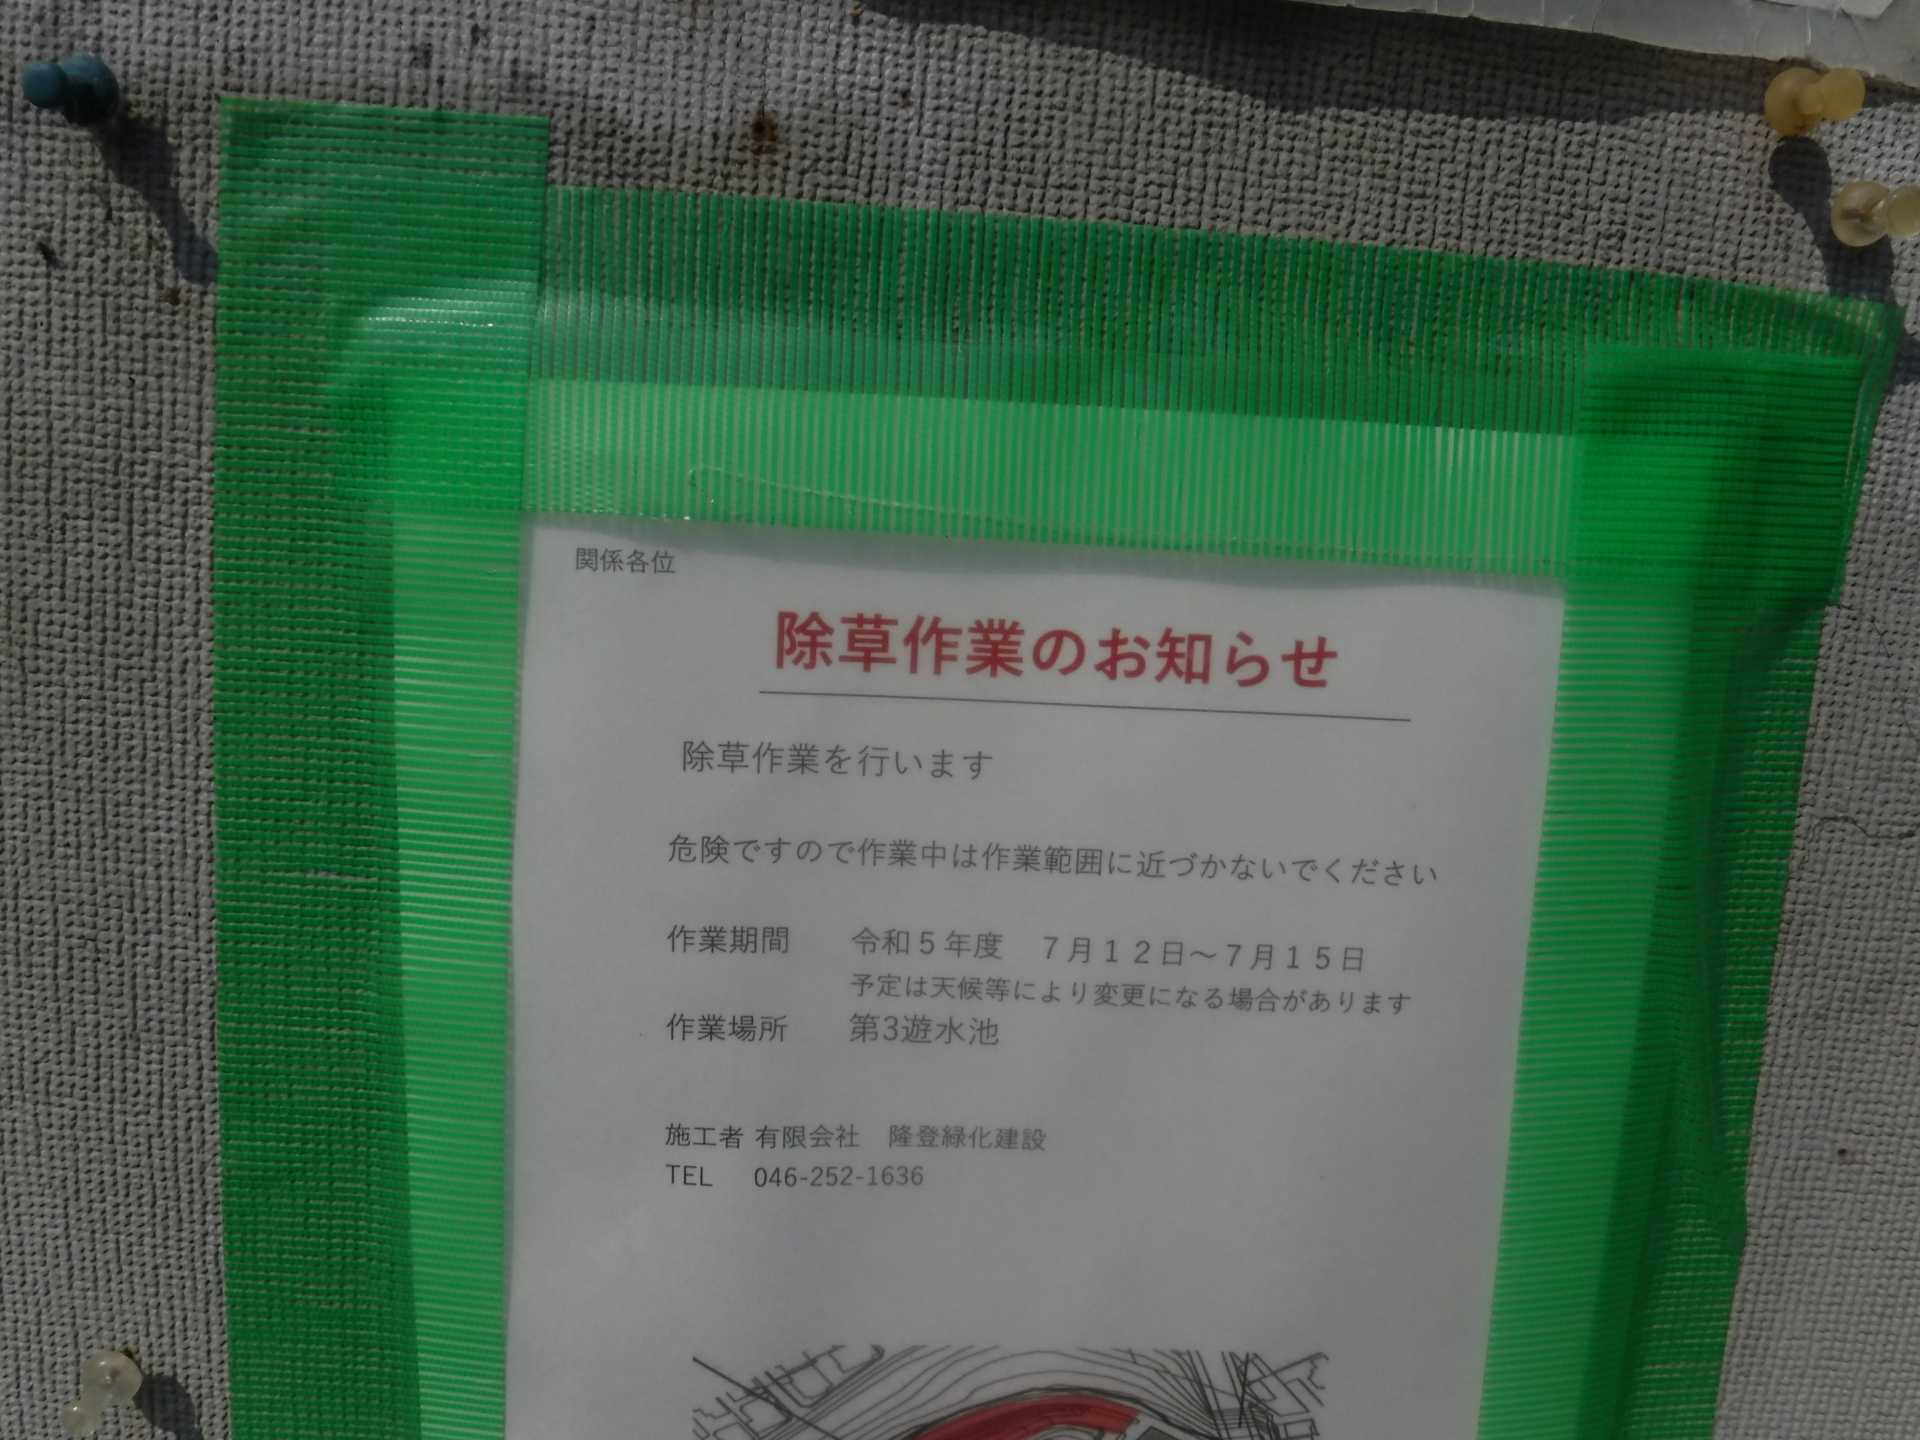 関係各位
除草作業のお知らせ
除草作業を行います
危険ですので作業中は作業範囲に近づかないでください
作業期間　令和５年度　７月１２日～７月１５日
予定は天候等により変更になる場合があります
作業場所　第3遊水池
施工者 有限会社　隆登緑化建設
TEL　046-252-1636